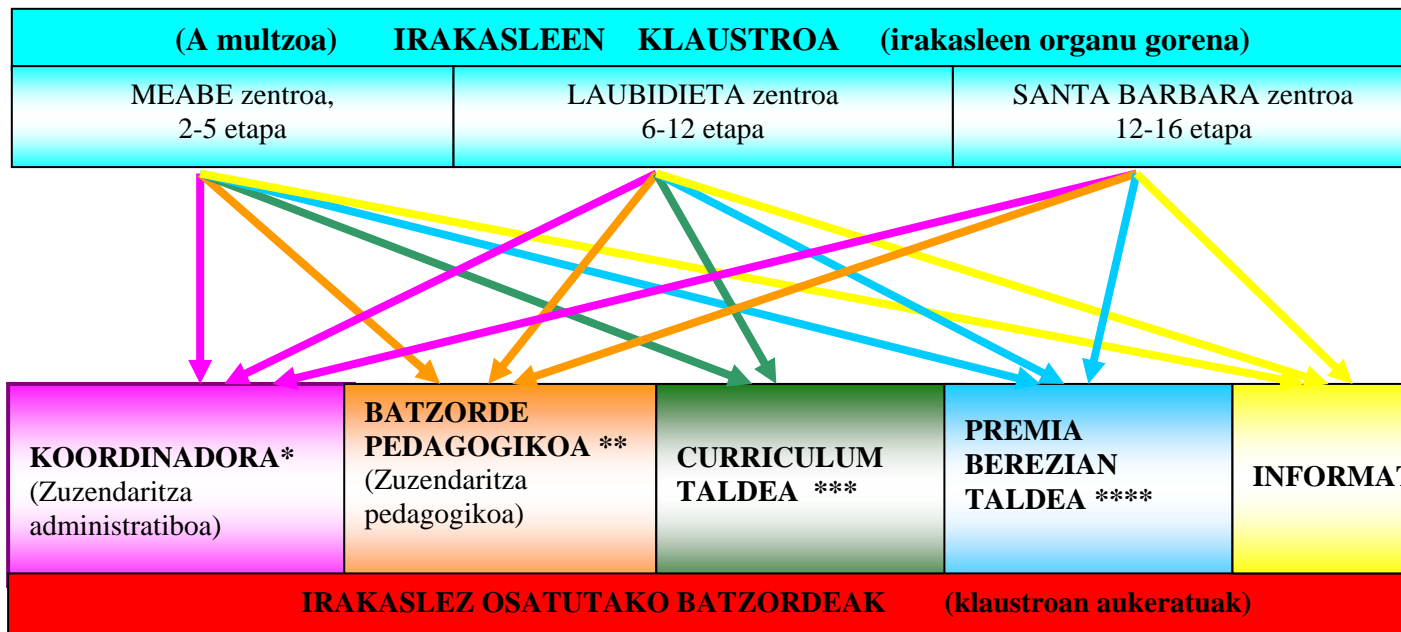 (A multzoa) IRAKASLEEN KLAUSTROA (irakasleen organu gorena)
MEABE zentroa,
2-5 etapa
LAUBIDIETA zentroa
6-12 etapa
SANTA BARBARA zentroa
12-16 etapa
KOORDINADORA*
(Zuzendaritza
administratiboa)
BATZORDE
PEDAGOGIKOA **
(Zuzendaritza
pedagogikoa)
CURRICULUM
TALDEA ***
PREMIA
BEREZIAN
TALDEA ****
INFORMAT
IRAKASLEZ OSATUTAKO BATZORDEAK (klaustroan aukeratuak)